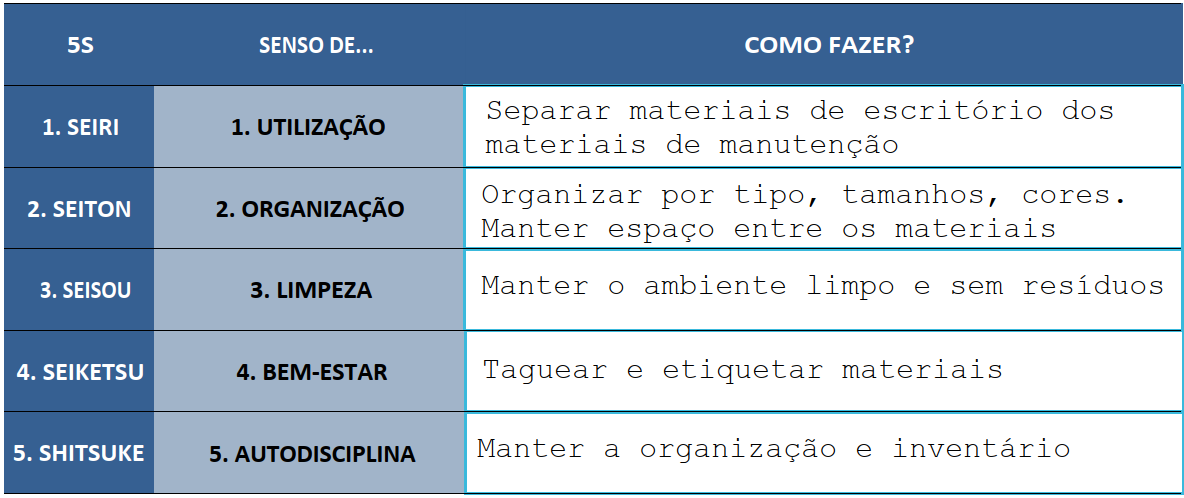 5S SENSO DE... COMO FAZER?
1. SEIRI 1. UTILIZAÇÃO Separar materiais de escritório dos
materiais de manutenção
2. SEITON 2. ORGANIZAÇÃO Organizar por tipo, tamanhos, cores.
Manter espaço entre os materiais
3. SEISOU 3. LIMPEZA Manter o ambiente limpo e sem resíduos
4. SEIKETSU 4. BEM-ESTAR Taguear e etiquetar materiais
5. SHITSUKE 5. AUTODISCIPLINA Manter a organização e inventário